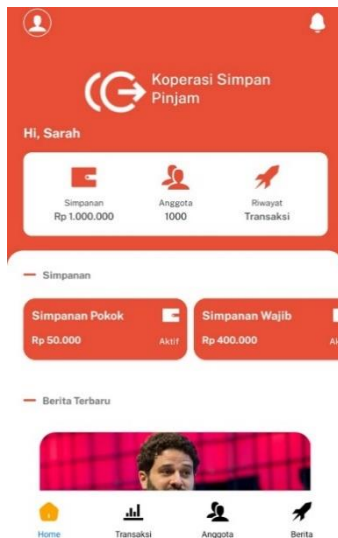 Koperasi Simpan
Pinjam
Hi, Sarah
Simpanan
Rp 1.000.000
Anggota
1000
Riwayat
Transaksi
Simpanan
Simpanan Pokok
Rp 50.000
Aktif
Simpanan Wajib
Rp 400.000
Ak
Berita Terbaru
Home
Transaksi
Anggota
Berita